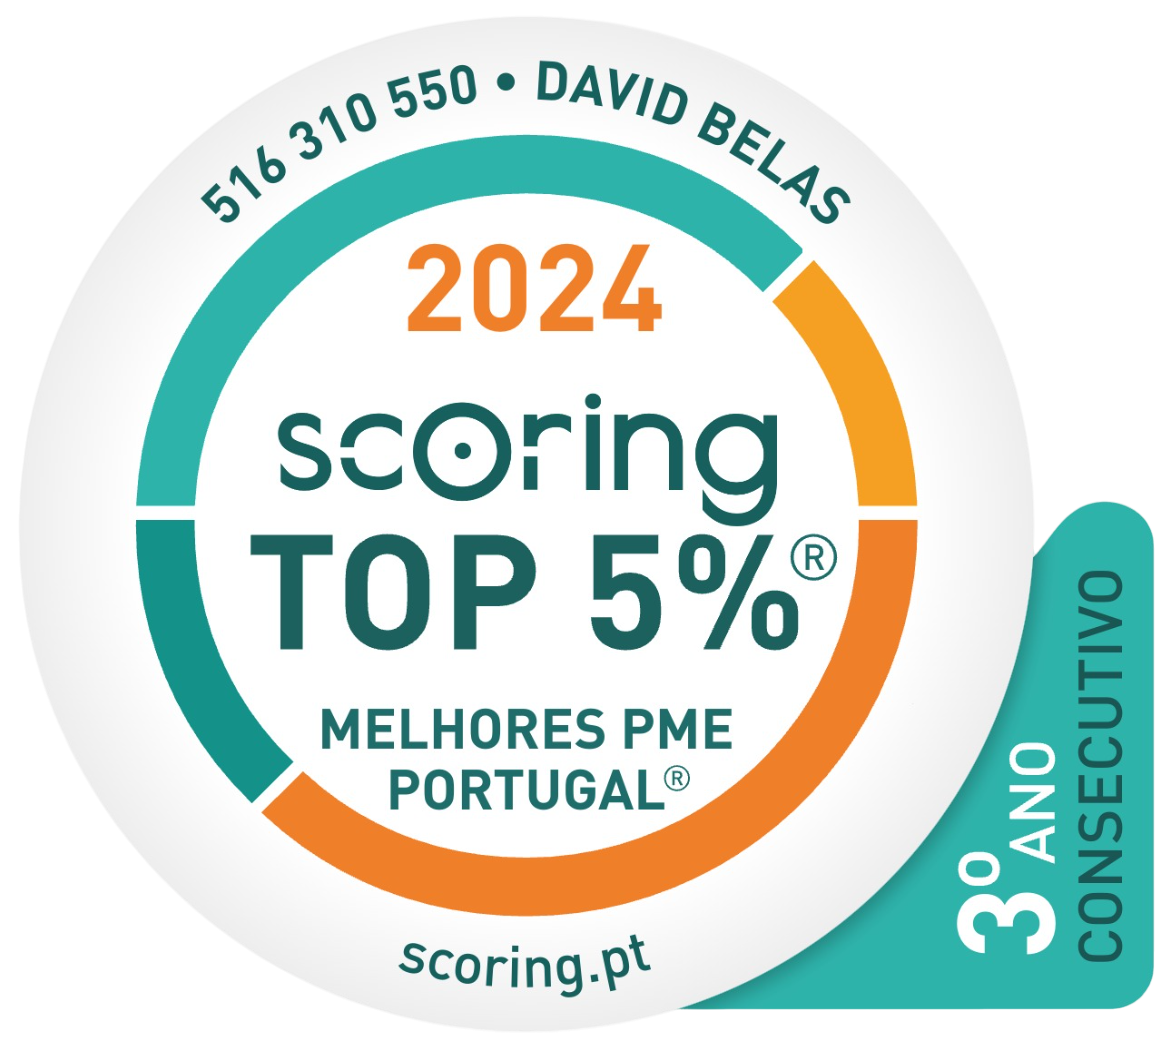 516 310 550 • DAVID BELAS
2024
scoring
TOP 5%®
MELHORES PME
PORTUGAL®
scoring.pt
3º ANO
CONSECUTIVO